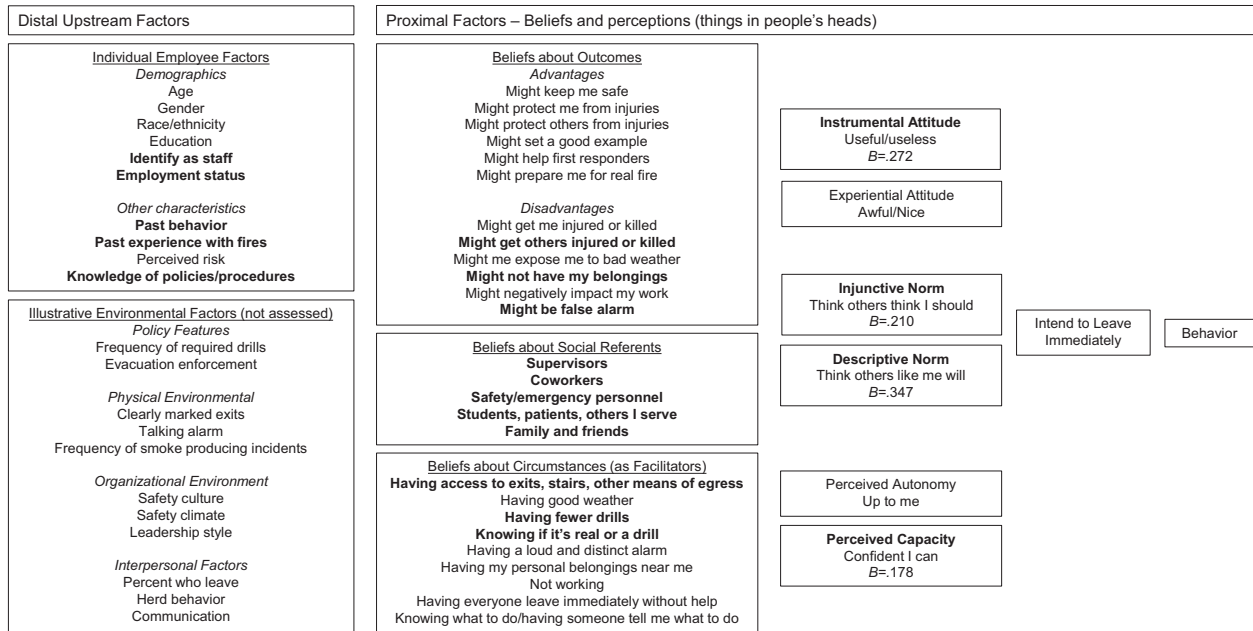 Distal Upstream Factors
Proximal Factors – Beliefs and perceptions (things in people's heads)
Individual Employee Factors
Demographics
Age
Gender
Race/ethnicity
Education
Identify as staff
Employment status
Other characteristics
Past behavior
Past experience with fires
Perceived risk
Knowledge of policies/procedures
Illustrative Environmental Factors (not assessed)
Policy Features
Frequency of required drills
Evacuation enforcement
Physical Environmental
Clearly marked exits
Talking alarm
Frequency of smoke producing incidents
Organizational Environment
Safety culture
Safety climate
Leadership style
Interpersonal Factors
Percent who leave
Herd behavior
Communication
Beliefs about Outcomes
Advantages
Might keep me safe
Might protect me from injuries
Might protect others from injuries
Might set a good example
Might help first responders
Might prepare me for real fire
Disadvantages
Might get me injured or killed
Might get others injured or killed
Might me expose me to bad weather
Might not have my belongings
Might negatively impact my work
Might be false alarm
Beliefs about Social Referents
Supervisors
Coworkers
Safety/emergency personnel
Students, patients, others I serve
Family and friends
Beliefs about Circumstances (as Facilitators)
Having access to exits, stairs, other means of egress
Having good weather
Having fewer drills
Knowing if it's real or a drill
Having a loud and distinct alarm
Having my personal belongings near me
Not working
Having everyone leave immediately without help
Knowing what to do/having someone tell me what to do
Instrumental Attitude
Useful/useless
B=.272
Experiential Attitude
Awful/Nice
Injunctive Norm
Think others think I should
B=.210
Descriptive Norm
Think others like me will
B=.347
Perceived Autonomy
Up to me
Perceived Capacity
Confident I can
B=.178
Intend to Leave
Immediately
Behavior